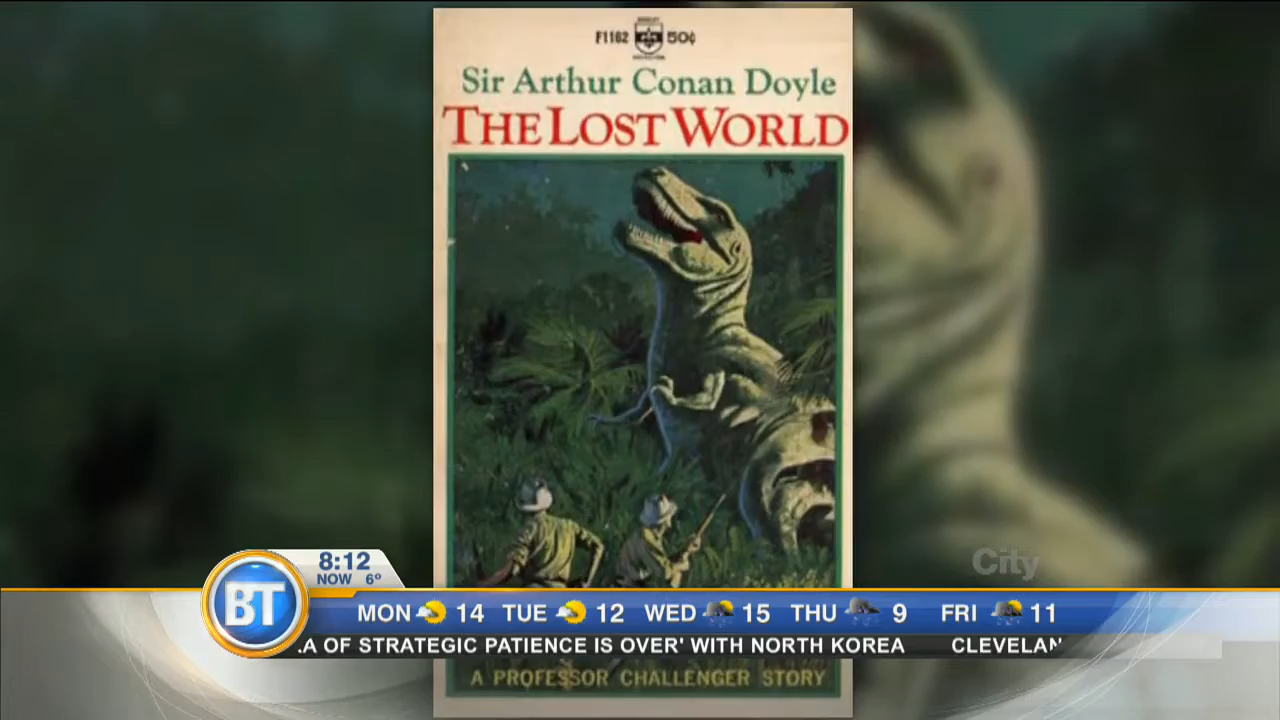 F1162 50¢
Sir Arthur Conan Doyle
THE LOST WORLD
City
8:12
NOW 6°
BT
MON 14 TUE 12 WED 15 THU 9 FRI 11
A OF STRATEGIC PATIENCE IS OVER' WITH NORTH KOREA CLEVELAN
A PROFESSOR CHALLENGER STORY